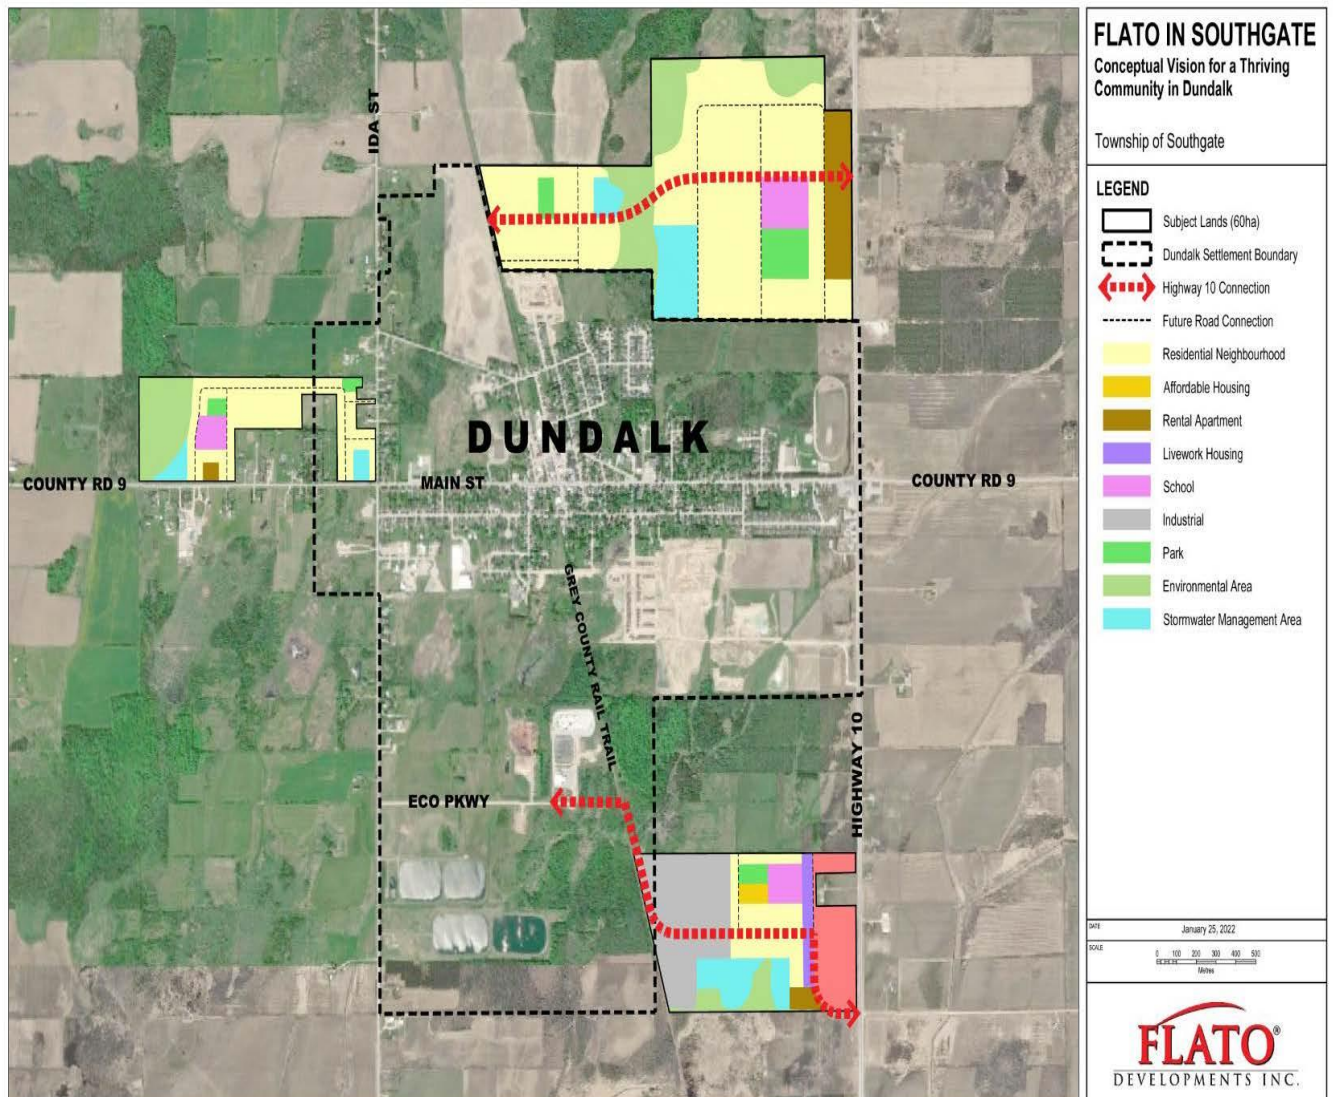 FLATO IN SOUTHGATE
Conceptual Vision for a Thriving
Community in Dundalk
Township of Southgate
LEGEND
Subject Lands (60ha)
Dundalk Settlement Boundary
Highway 10 Connection
Future Road Connection
Residential Neighbourhood
Affordable Housing
Rental Apartment
Livework Housing
School
Industrial
Park
Environmental Area
Stormwater Management Area
IDA ST
DUNDALK
COUNTY RD 9
MAIN ST
COUNTY RD 9
GREY COUNTY RAIL TRAIL
HIGHWAY 10
ECO PKWY
DATE
January 25, 2022
SCALE
0 100 200 300 400 500
Metres
FLATO®
DEVELOPMENTS INC.